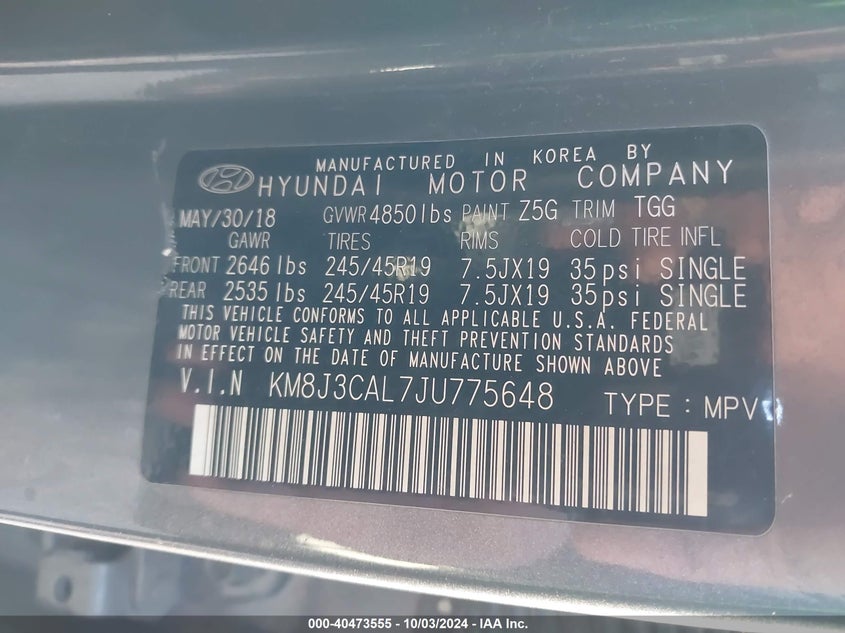 MANUFACTURED IN KOREA BY
HYUNDAI MOTOR COMPANY
MAY/30/18 GVWR 4850lbs PAINT Z5G TRIM TGG
GAWR TIRES RIMS COLD TIRE INFL
FRONT 2646 lbs 245/45R19 7.5JX19 35psi SINGLE
REAR 2535 lbs 245/45R19 7.5JX19 35psi SINGLE
THIS VEHICLE CONFORMS TO ALL APPLICABLE U.S.A. FEDERAL
MOTOR VEHICLE SAFETY AND THEFT PREVENTION STANDARDS
IN EFFECT ON THE DATE OF MANUFACTURE SHOWN ABOVE
V.I.N KM8J3CAL7JU775648 TYPE : MPV
000-40473555 - 10/03/2024 - IAA Inc.